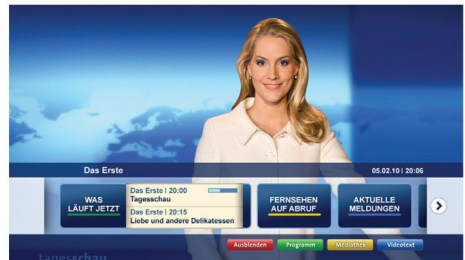 Das Erste
05.02.10 | 20:06
WAS
LÄUFT JETZT
Das Erste | 20:00
Tagesschau
Das Erste | 20:15
Liebe und andere Delikatessen
FERNSEHEN
AUF ABRUF
AKTUELLE
MELDUNGEN
Ausblenden
Programm
Mediathek
Videotext
tagesschau